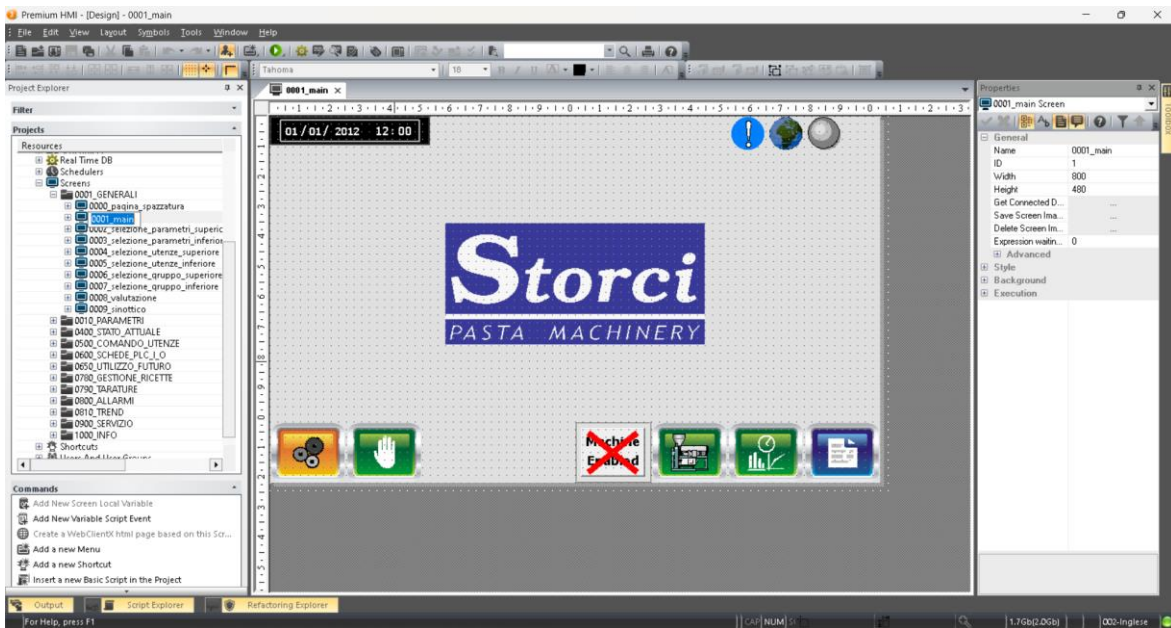 Premium HMI - [Design] - 0001_main
File Edit View Layout Symbols Tools Window Help
Tahoma 18
Project Explorer
Filter
Projects
Resources
Real Time DB
Schedulers
Screens
0001_GENERALI
0000_pagina_spazzatura
0001_main
0002_selezione_parametri_superic
0003_selezione_parametri_inferior
0004_selezione_utenze_superiore
0005_selezione_utenze_inferiore
0006_selezione_gruppo_superiore
0007_selezione_gruppo_inferiore
0008_valutazione
0009_sinottico
0010_PARAMETRI
0400_STATO_ATTUALE
0500_COMANDO_UTENZE
0600_SCHEDE_PLC_I_O
0650_UTILIZZO_FUTURO
0780_GESTIONE_RICETTE
0790_TARATURE
0800_ALLARMI
0810_TREND
0900_SERVIZIO
1000_INFO
Shortcuts
Users And User Groups
Commands
Add New Screen Local Variable
Add New Variable Script Event
Create a WebClientX html page based on this Scr...
Add a new Menu
Add a new Shortcut
Insert a new Basic Script in the Project
0001_main
01/01/2012 12:00
Storci
PASTA MACHINERY
Machine
Enabled
Properties
0001_main Screen
General
Name 0001_main
ID 1
Width 800
Height 480
Get Connected D... ...
Save Screen Ima... ...
Delete Screen Im... ...
Expression waitin... 0
Advanced
Style
Background
Execution
Toolbox
Output Script Explorer Refactoring Explorer
For Help, press F1 CAP NUM 1.7Gb(2.0Gb) 002-Inglese